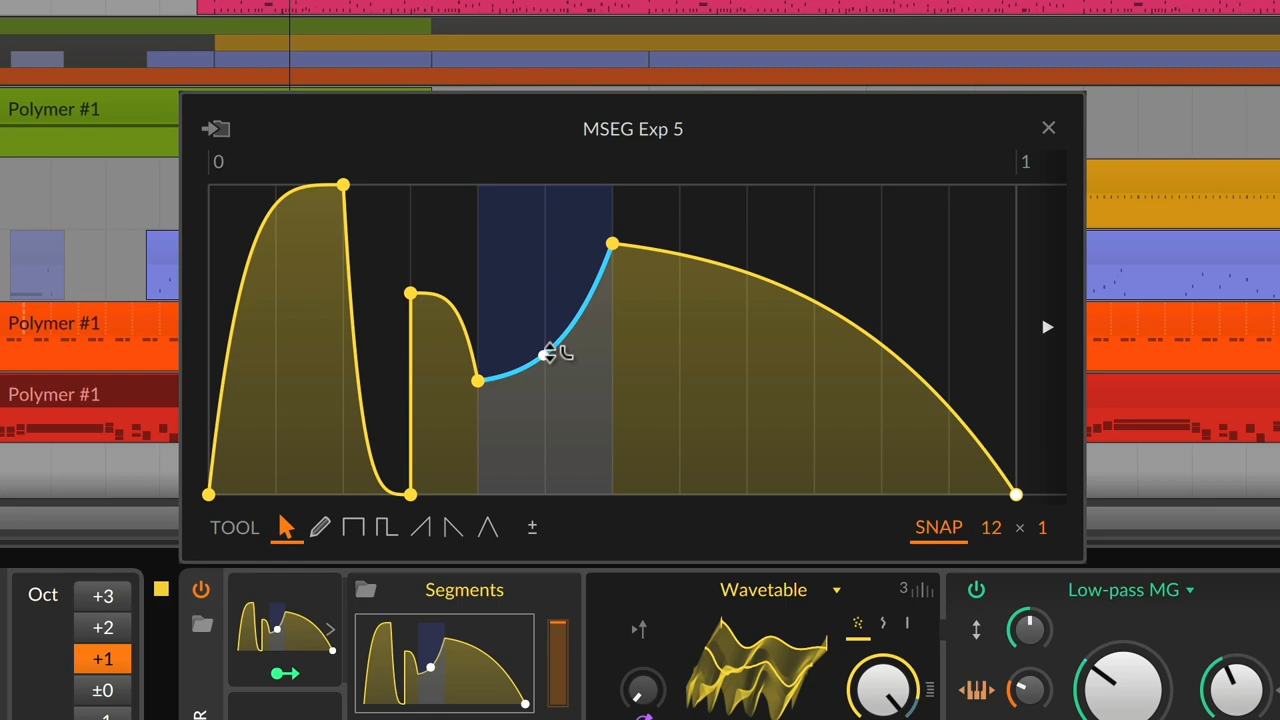 Polymer #1
MSEG Exp 5
0
1
Polymer #1
Polymer #1
TOOL
±
SNAP 12 × 1
Oct
+3
+2
+1
±0
Segments
Wavetable
3
Low-pass MG